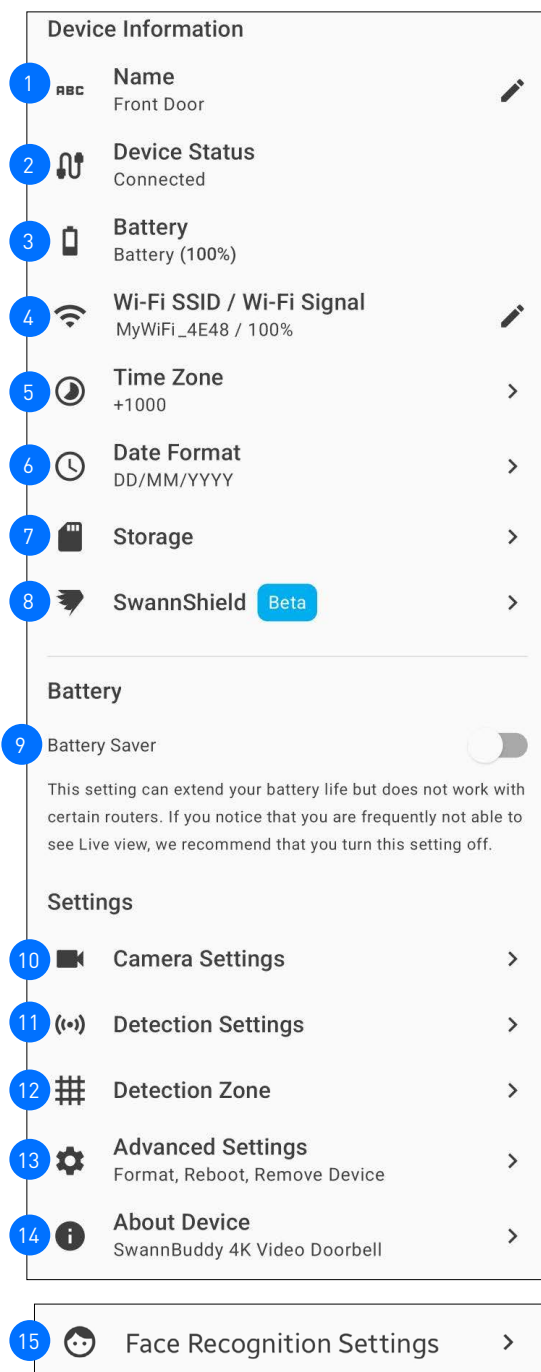 Device Information
1 ABC Name
Front Door
2 Device Status
Connected
3 Battery
Battery (100%)
4 Wi-Fi SSID / Wi-Fi Signal
MyWiFi_4E48 / 100%
5 Time Zone
+1000
6 Date Format
DD/MM/YYYY
7 Storage
8 SwannShield Beta
Battery
9 Battery Saver
This setting can extend your battery life but does not work with
certain routers. If you notice that you are frequently not able to
see Live view, we recommend that you turn this setting off.
Settings
10 Camera Settings
11 Detection Settings
12 Detection Zone
13 Advanced Settings
Format, Reboot, Remove Device
14 About Device
SwannBuddy 4K Video Doorbell
15 Face Recognition Settings